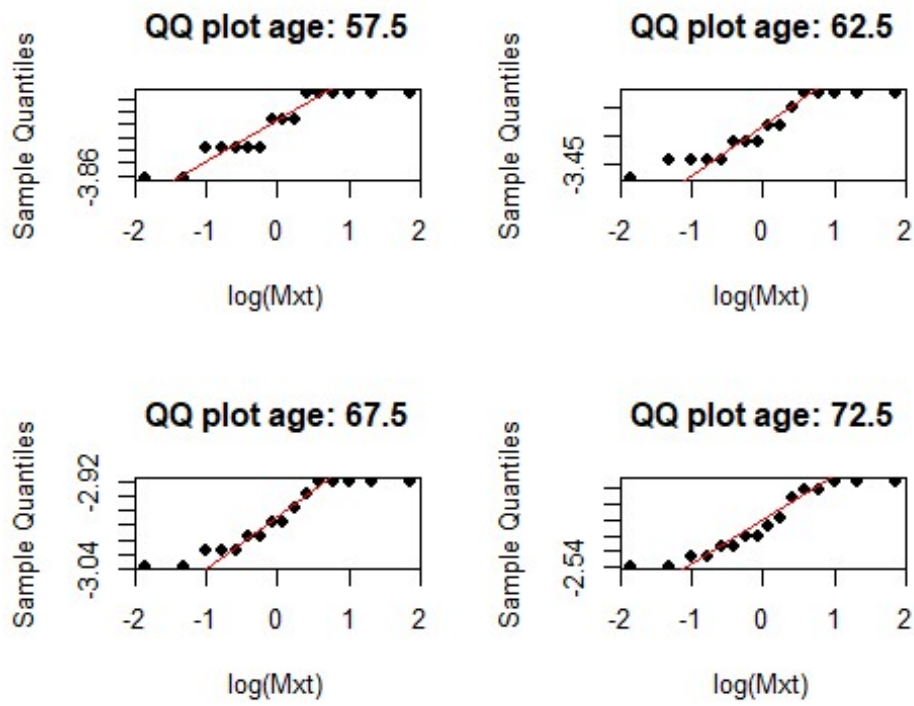 QQ plot age: 57.5
Sample Quantiles
-3.86
-2 -1 0 1 2
log(Mxt)
QQ plot age: 62.5
Sample Quantiles
-3.45
-2 -1 0 1 2
log(Mxt)
QQ plot age: 67.5
Sample Quantiles
-3.04 -2.92
-2 -1 0 1 2
log(Mxt)
QQ plot age: 72.5
Sample Quantiles
-2.54
-2 -1 0 1 2
log(Mxt)